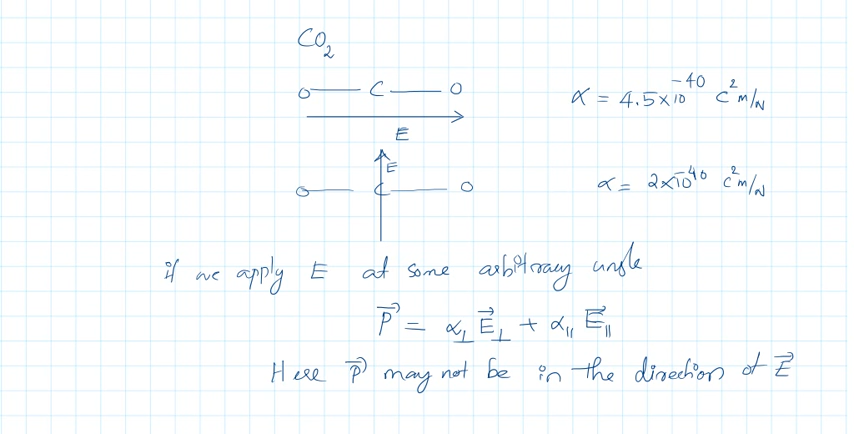 CO₂
O — C — O
α = 4.5×10⁻⁴⁰ C²m/N
E
E
O — C — O
α = 2×10⁻⁴⁰ C²m/N
if we apply E at some arbitrary angle
P⃗ = α⊥ E⃗⊥ + α∥ E⃗∥
Here P⃗ may not be in the direction of E⃗